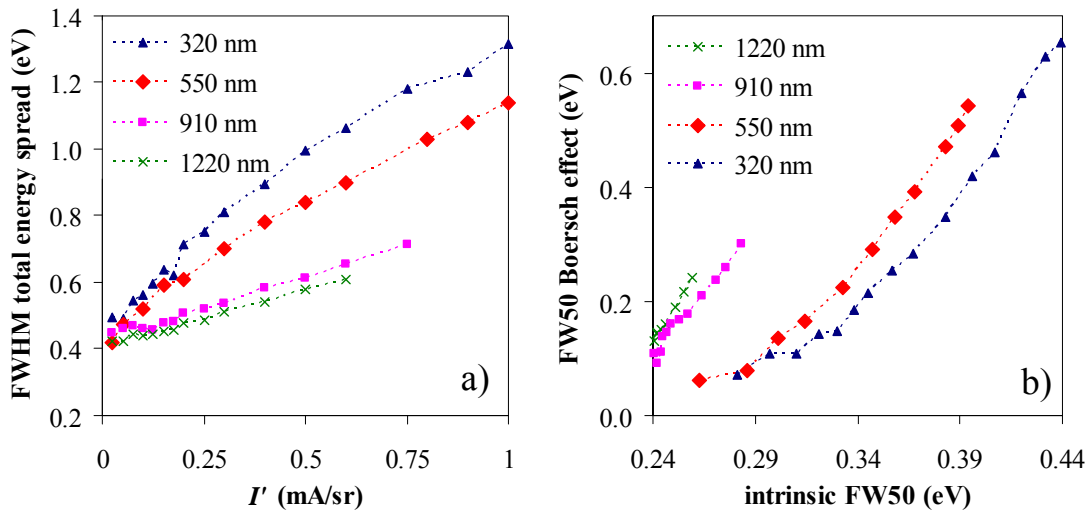 FWHM total energy spread (eV)
1.4
1.2
1.0
0.8
0.6
0.4
0.2
320 nm
550 nm
910 nm
1220 nm
a)
0
0.25
0.50
0.75
1
I' (mA/sr)
FW50 Boersch effect (eV)
0.6
0.4
0.2
0.0
1220 nm
910 nm
550 nm
320 nm
b)
0.24
0.29
0.34
0.39
0.44
intrinsic FW50 (eV)